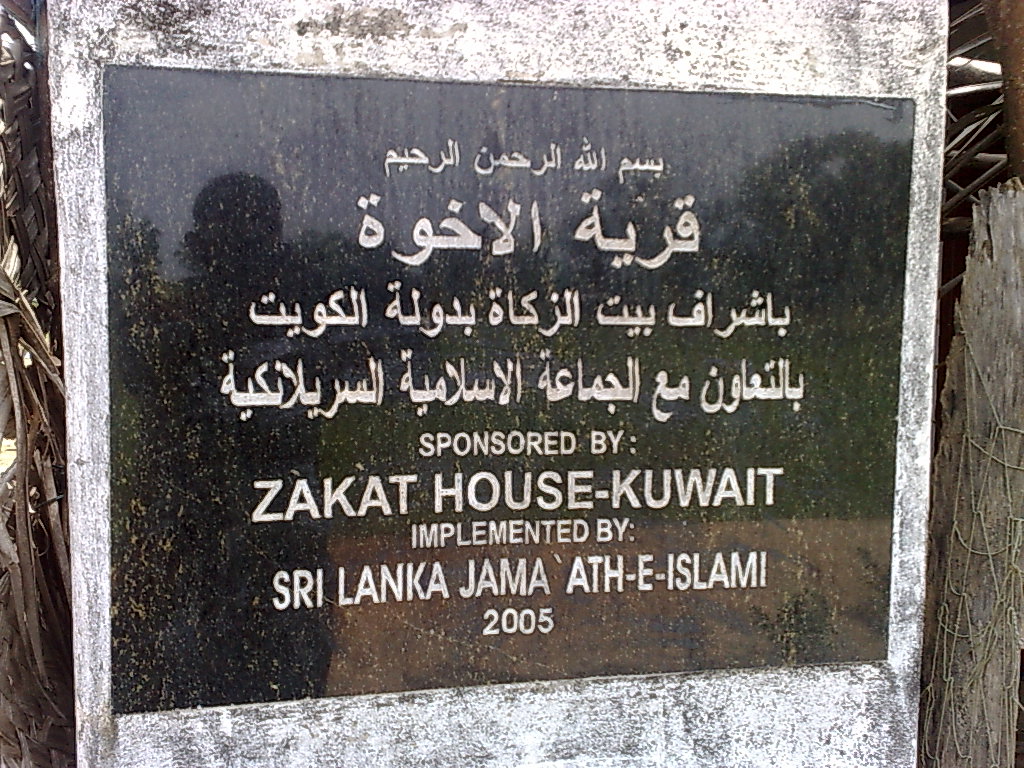 بسم الله الرحمن الرحيم
قرية الاخوة
باشراف بيت الزكاة بدولة الكويت
بالتعاون مع الجماعة الاسلامية السريلانكية
SPONSORED BY :
ZAKAT HOUSE-KUWAIT
IMPLEMENTED BY:
SRI LANKA JAMA`ATH-E-ISLAMI
2005